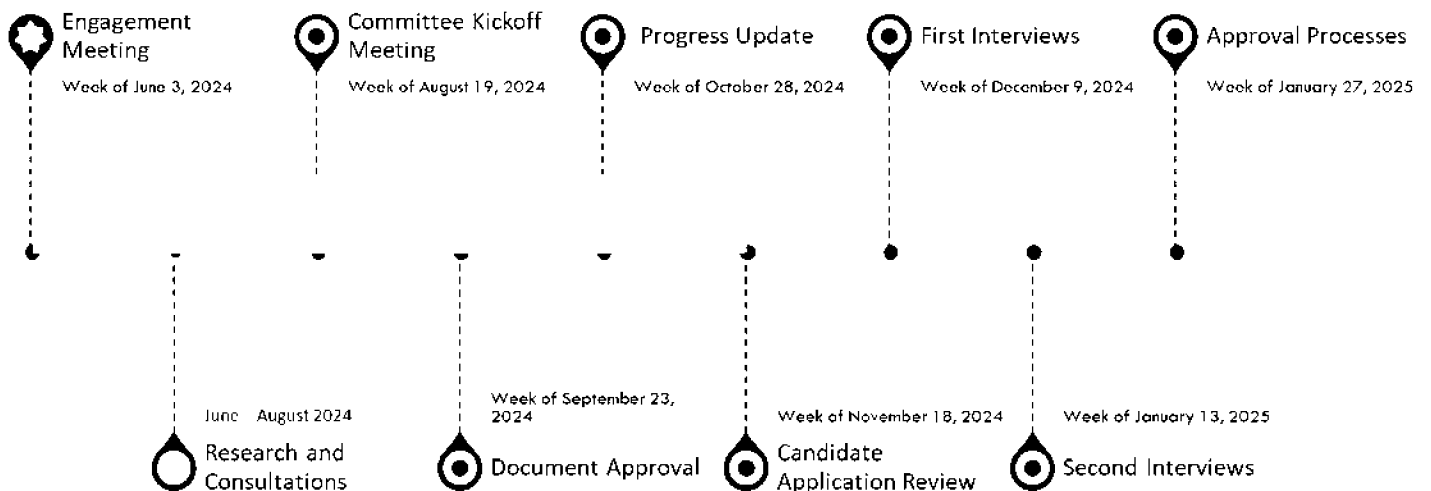 Engagement
Meeting
Week of June 3, 2024
Committee Kickoff
Meeting
Week of August 19, 2024
Progress Update
Week of October 28, 2024
First Interviews
Week of December 9, 2024
Approval Processes
Week of January 27, 2025
June August 2024
Research and
Consultations
Week of September 23,
2024
Document Approval
Week of November 18, 2024
Candidate
Application Review
Week of January 13, 2025
Second Interviews